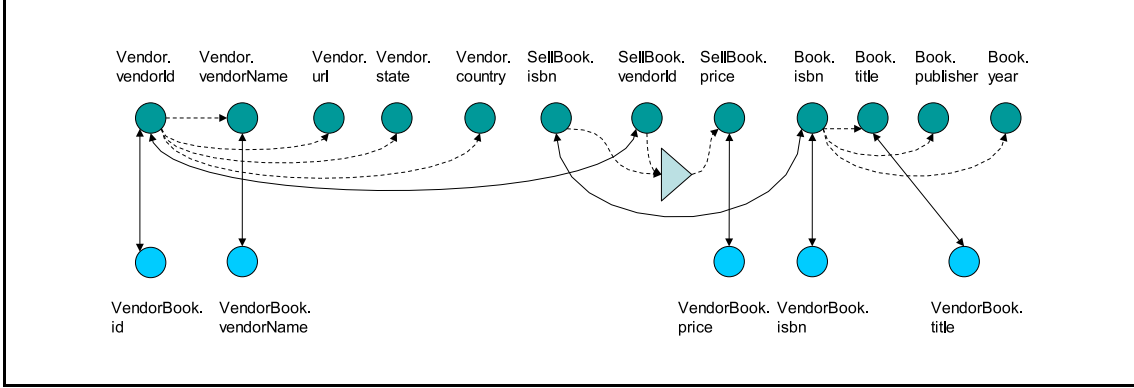 Vendor.
vendorId
Vendor.
vendorName
Vendor.
url
Vendor.
state
Vendor.
country
SellBook.
isbn
SellBook.
vendorId
SellBook.
price
Book.
isbn
Book.
title
Book.
publisher
Book.
year
VendorBook.
id
VendorBook.
vendorName
VendorBook.
price
VendorBook.
isbn
VendorBook.
title